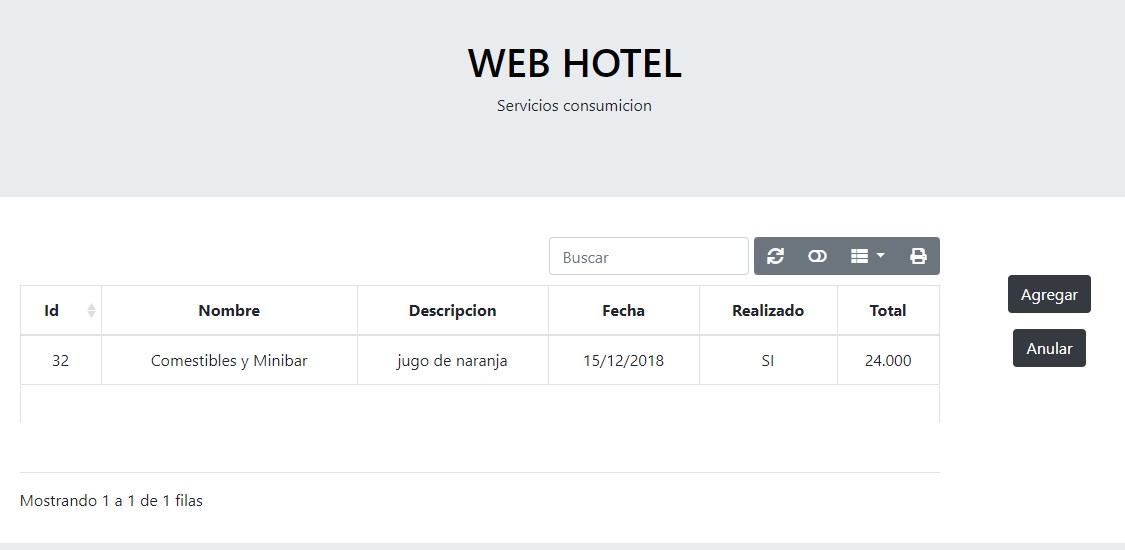 WEB HOTEL
Servicios consumicion
Buscar
Id Nombre Descripcion Fecha Realizado Total
32 Comestibles y Minibar jugo de naranja 15/12/2018 SI 24.000
Agregar
Anular
Mostrando 1 a 1 de 1 filas